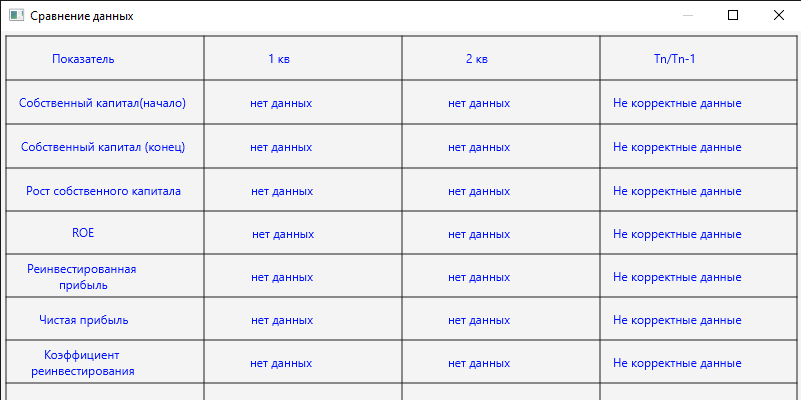 Сравнение данных
Показатель 1 кв 2 кв Tn/Tn-1
Собственный капитал(начало) нет данных нет данных Не корректные данные
Собственный капитал (конец) нет данных нет данных Не корректные данные
Рост собственного капитала нет данных нет данных Не корректные данные
ROE нет данных нет данных Не корректные данные
Реинвестированная
прибыль нет данных нет данных Не корректные данные
Чистая прибыль нет данных нет данных Не корректные данные
Коэффициент
реинвестирования нет данных нет данных Не корректные данные